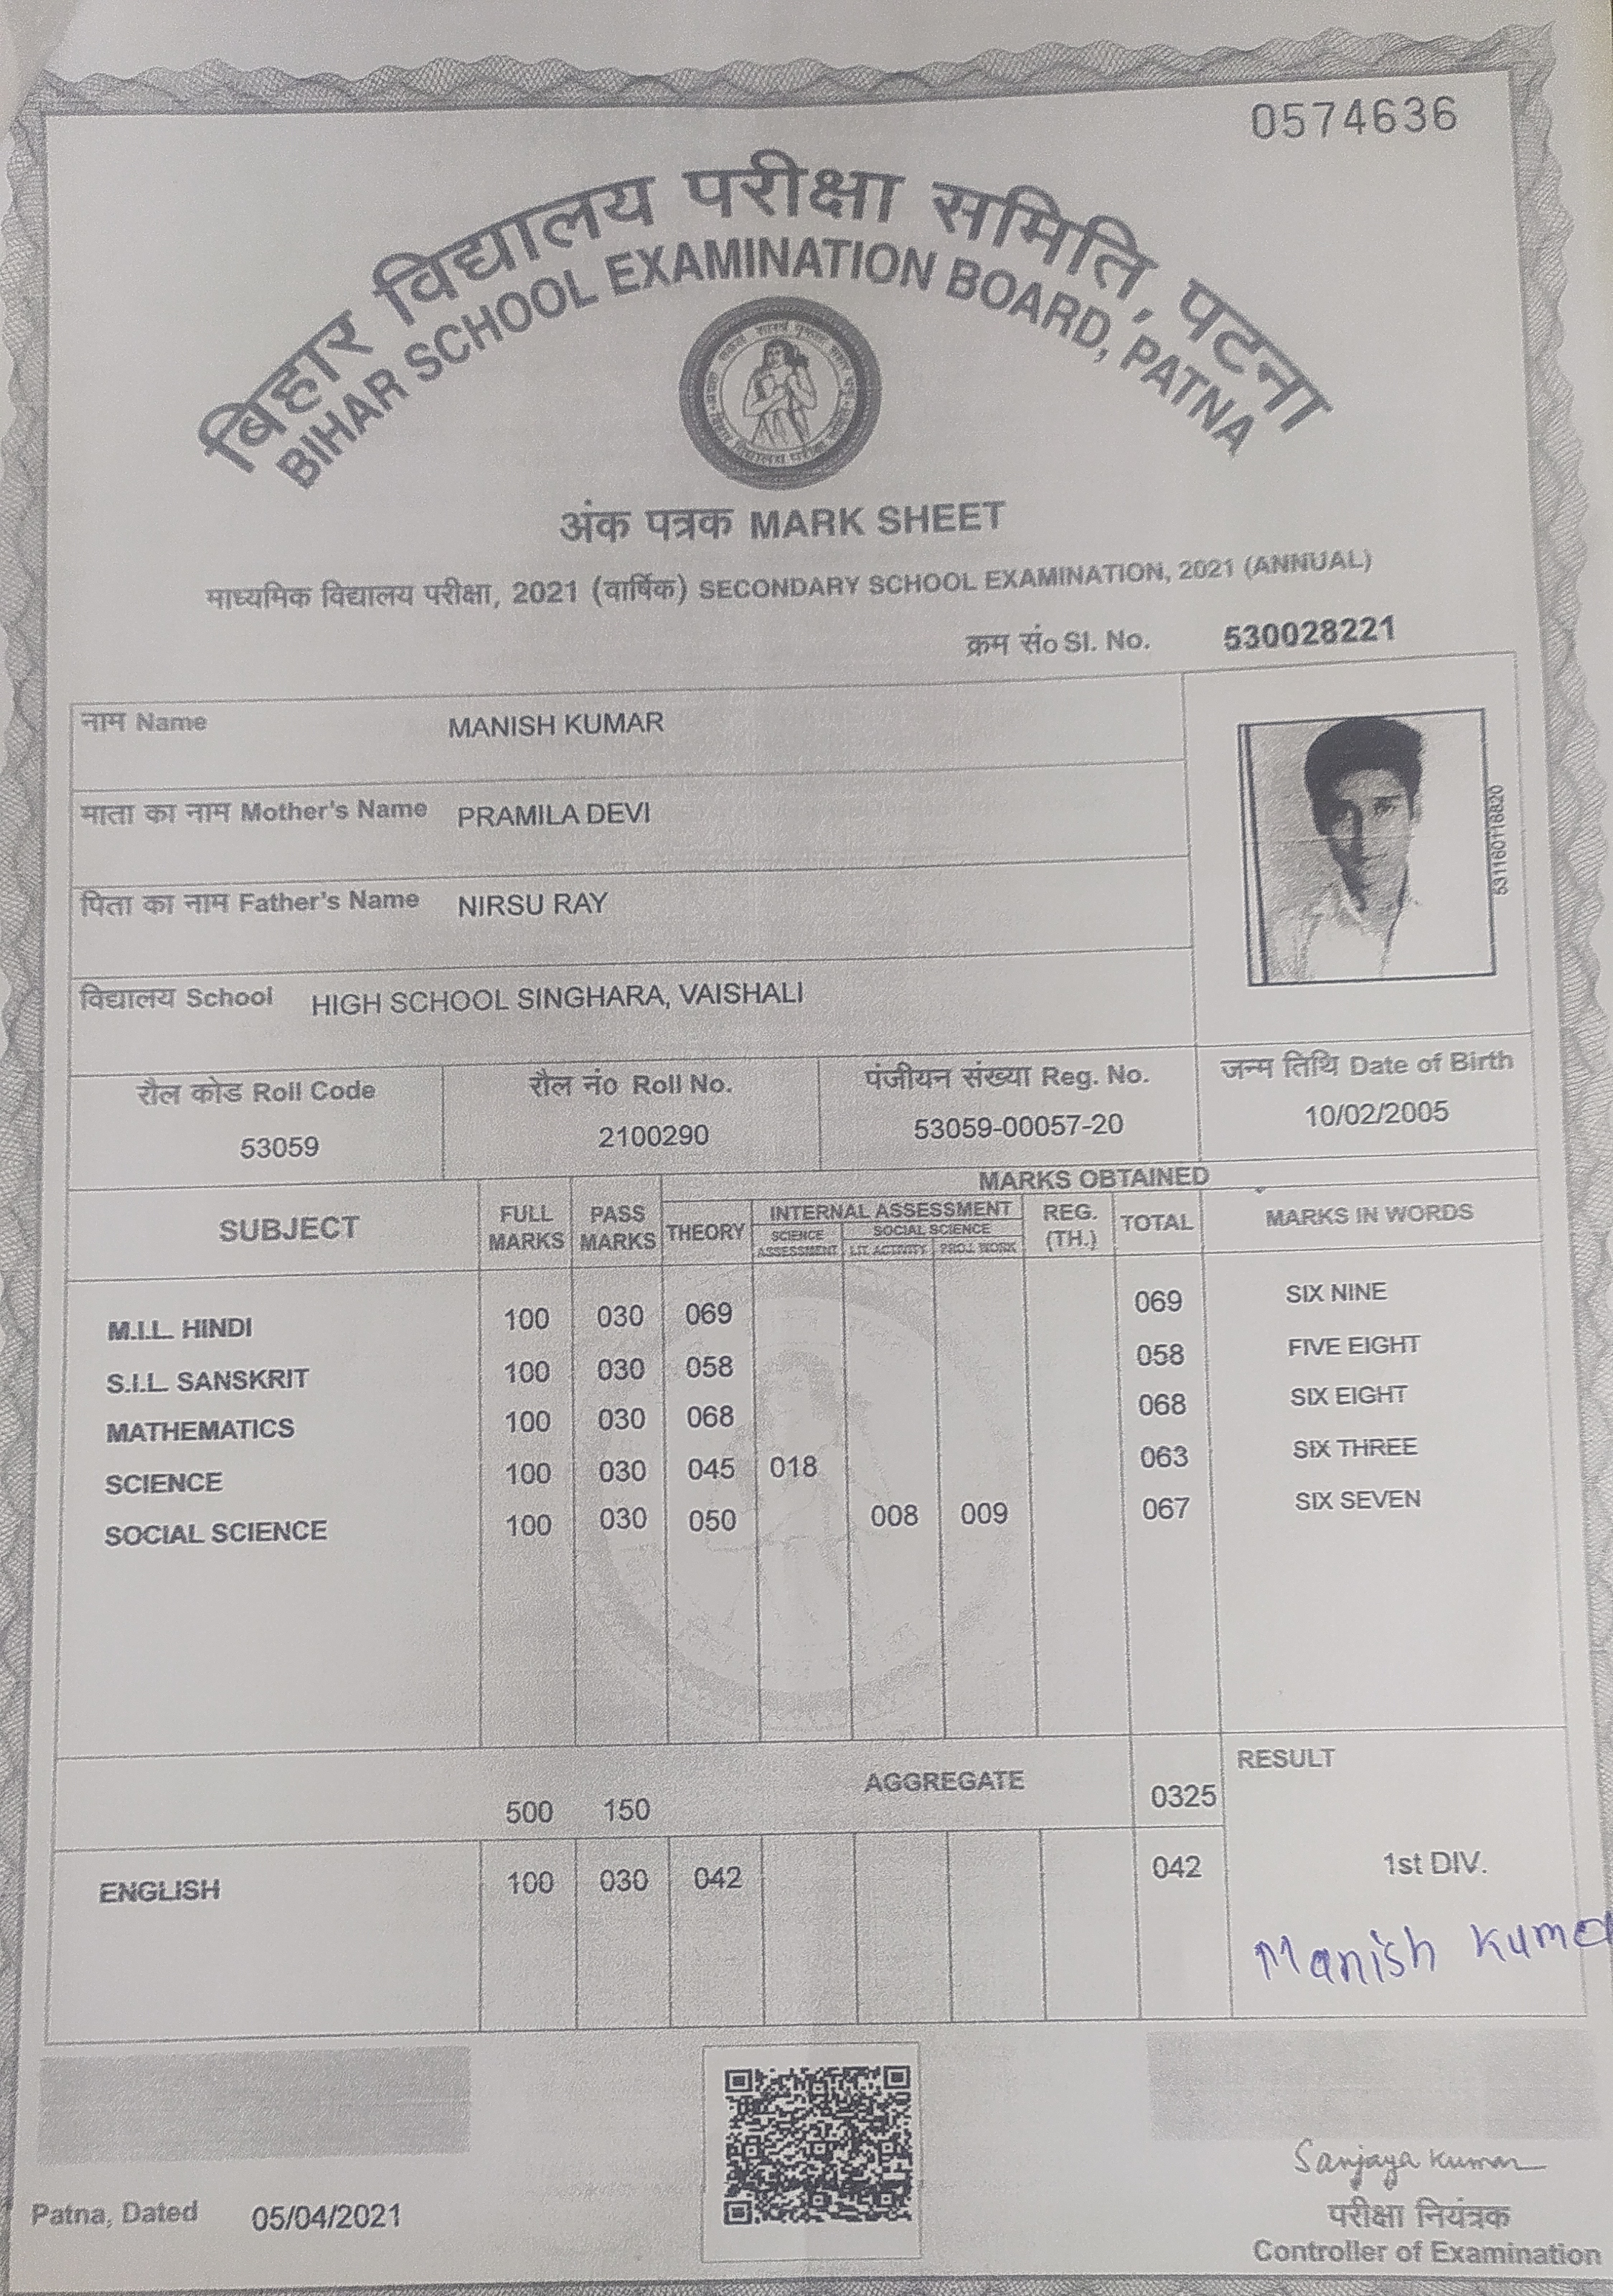 0574636
बिहार विद्यालय परीक्षा समिति, पटना
BIHAR SCHOOL EXAMINATION BOARD, PATNA
अंक पत्रक MARK SHEET
माध्यमिक विद्यालय परीक्षा, 2021 (वार्षिक) SECONDARY SCHOOL EXAMINATION, 2021 (ANNUAL)
क्रम सं० Sl. No. 530028221
नाम Name MANISH KUMAR
माता का नाम Mother's Name PRAMILA DEVI
पिता का नाम Father's Name NIRSU RAY
विद्यालय School HIGH SCHOOL SINGHARA, VAISHALI
531160118820
रौल कोड Roll Code रौल नं० Roll No. पंजीयन संख्या Reg. No. जन्म तिथि Date of Birth
53059 2100290 53059-00057-20 10/02/2005
MARKS OBTAINED
SUBJECT FULL MARKS PASS MARKS THEORY INTERNAL ASSESSMENT REG. (TH.) TOTAL MARKS IN WORDS
SCIENCE ASSESSMENT SOCIAL SCIENCE
LIT. ACTIVITY PROJ. WORK
M.I.L. HINDI 100 030 069 069 SIX NINE
S.I.L. SANSKRIT 100 030 058 058 FIVE EIGHT
MATHEMATICS 100 030 068 068 SIX EIGHT
SCIENCE 100 030 045 018 063 SIX THREE
SOCIAL SCIENCE 100 030 050 008 009 067 SIX SEVEN
RESULT
500 150 AGGREGATE 0325
ENGLISH 100 030 042 042 1st DIV.
Manish Kumar
Sanjaya Kumar
Patna, Dated 05/04/2021
परीक्षा नियंत्रक
Controller of Examination